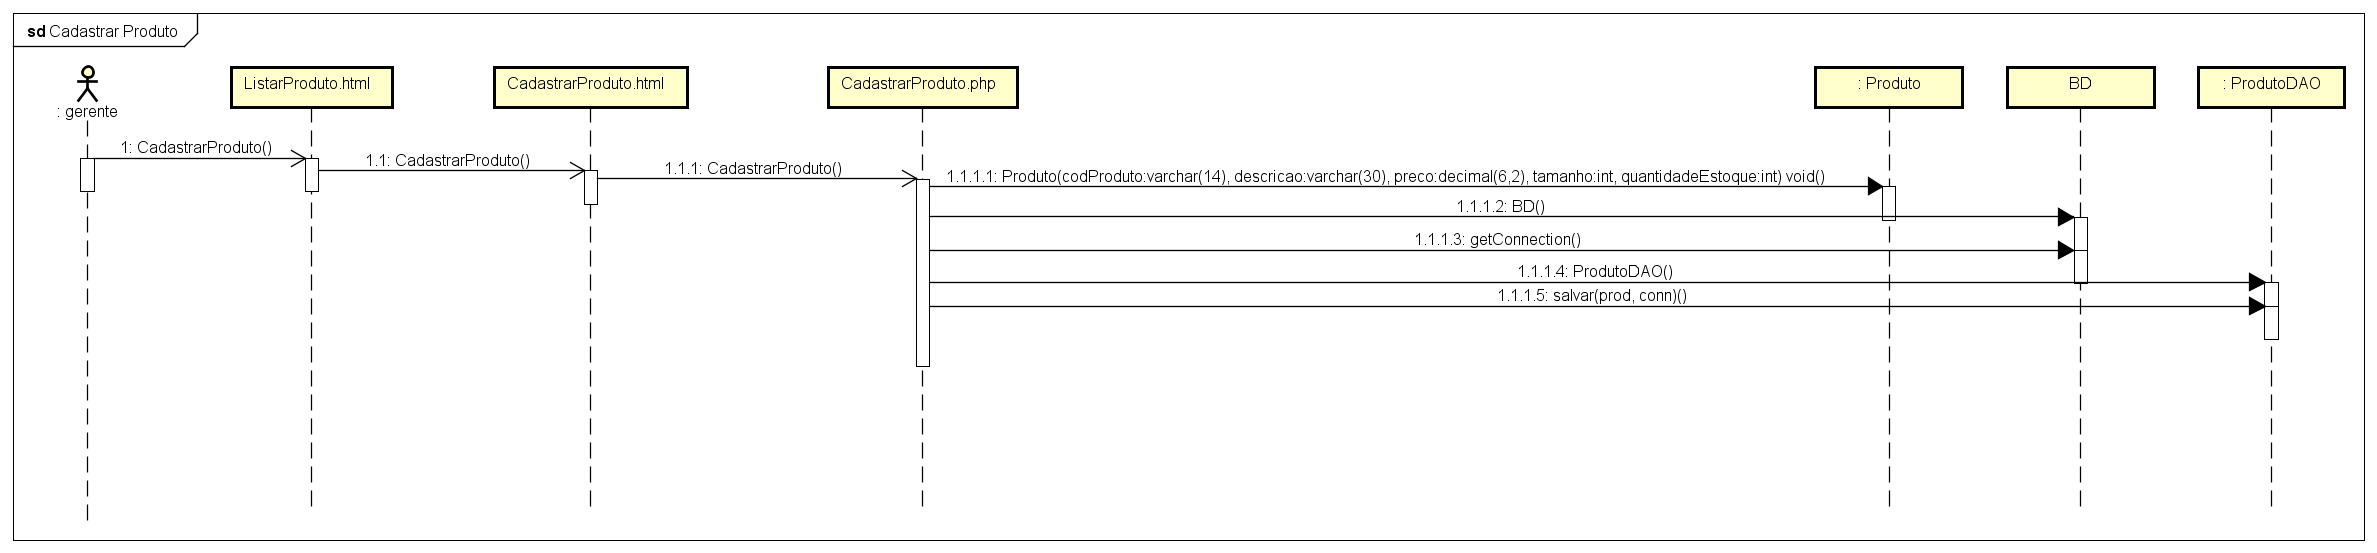 sd Cadastrar Produto
: gerente
ListarProduto.html
CadastrarProduto.html
CadastrarProduto.php
: Produto
BD
: ProdutoDAO
1: CadastrarProduto()
1.1: CadastrarProduto()
1.1.1: CadastrarProduto()
1.1.1.1: Produto(codProduto:varchar(14), descricao:varchar(30), preco:decimal(6,2), tamanho:int, quantidadeEstoque:int) void()
1.1.1.2: BD()
1.1.1.3: getConnection()
1.1.1.4: ProdutoDAO()
1.1.1.5: salvar(prod, conn)()